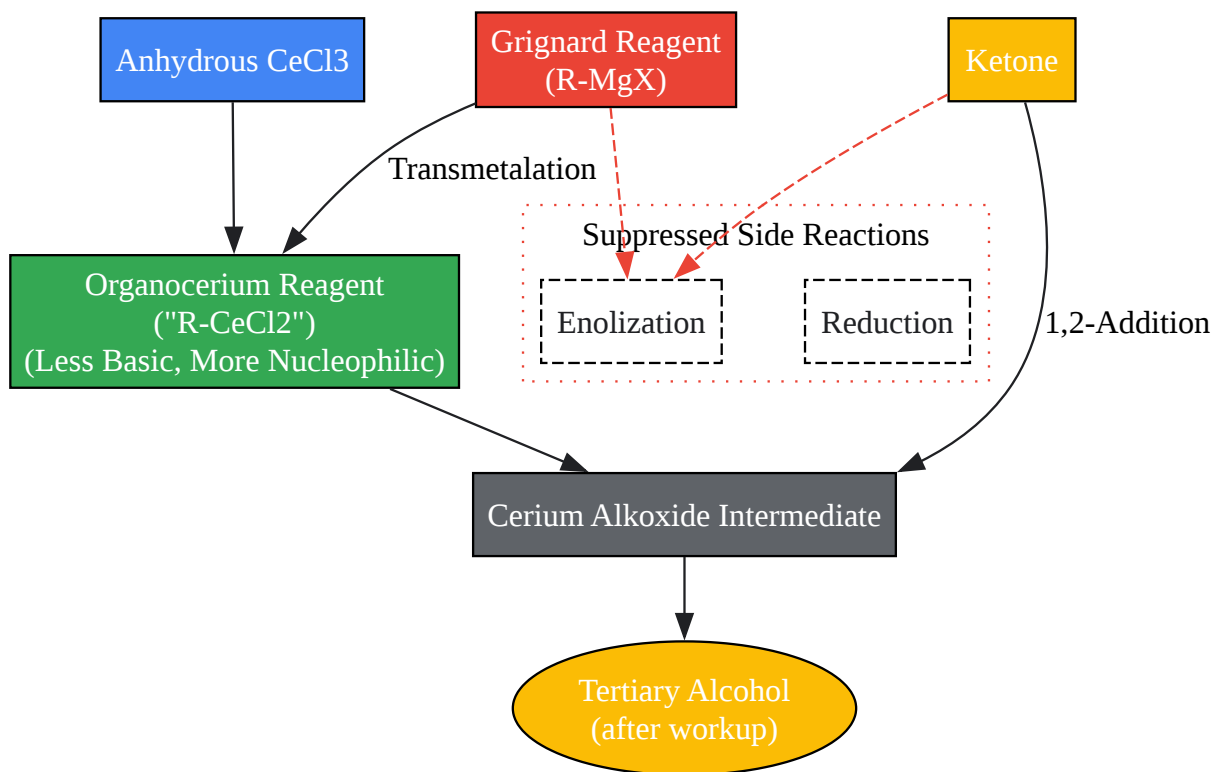 Anhydrous CeCl3
Grignard Reagent
(R-MgX)
Ketone
Transmetalation
Suppressed Side Reactions
Organocerium Reagent
("R-CeCl2")
(Less Basic, More Nucleophilic)
Enolization
Reduction
1,2-Addition
Cerium Alkoxide Intermediate
Tertiary Alcohol
(after workup)